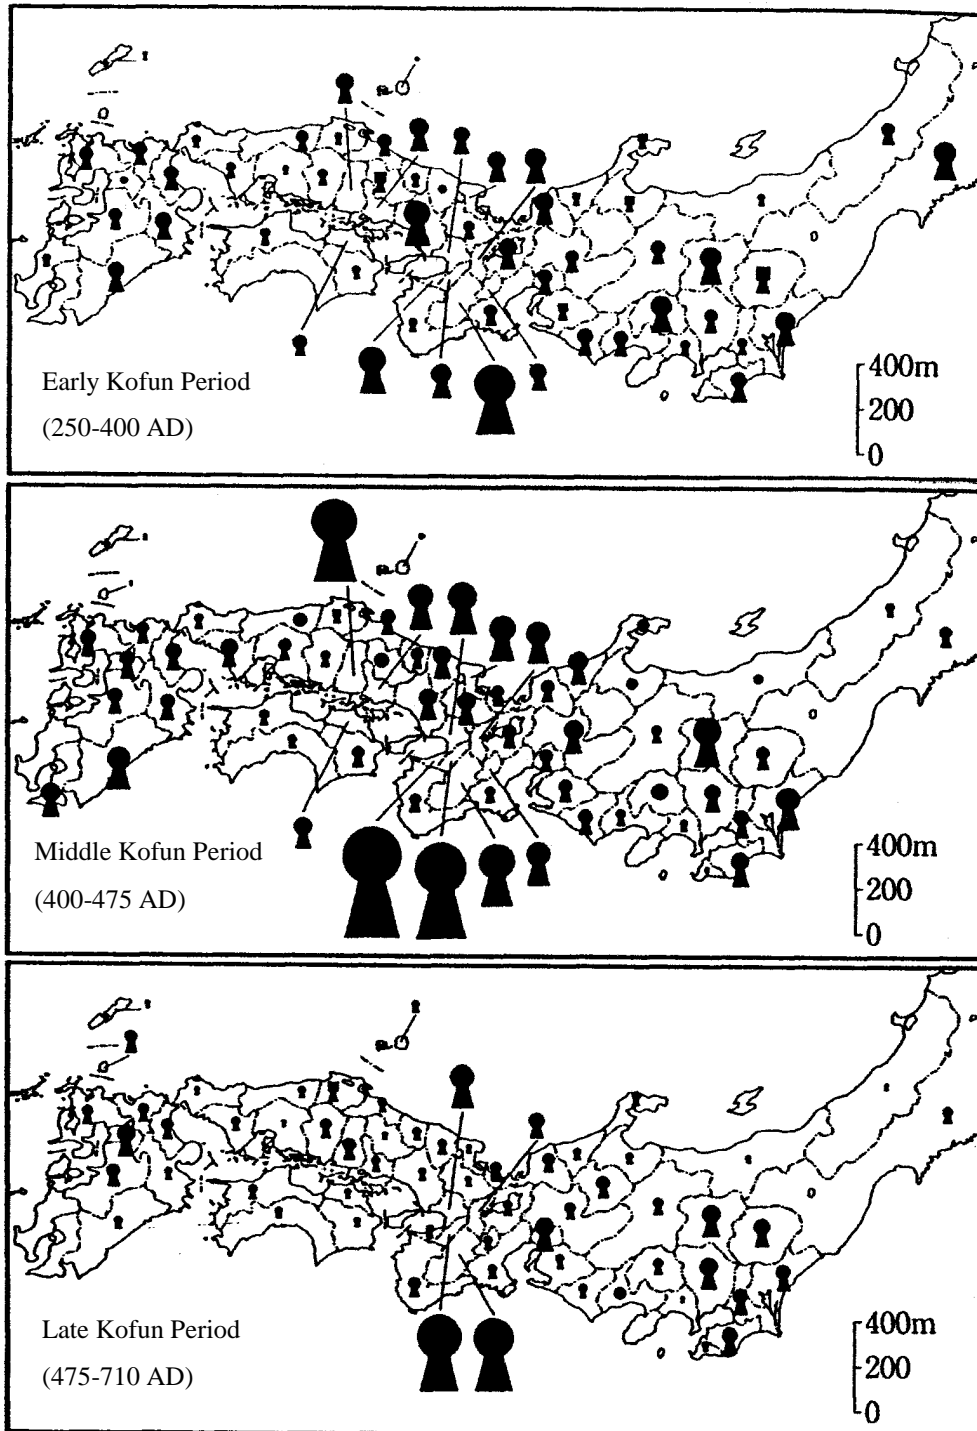 Early Kofun Period
(250-400 AD)
400m
200
0
Middle Kofun Period
(400-475 AD)
400m
200
0
Late Kofun Period
(475-710 AD)
400m
200
0